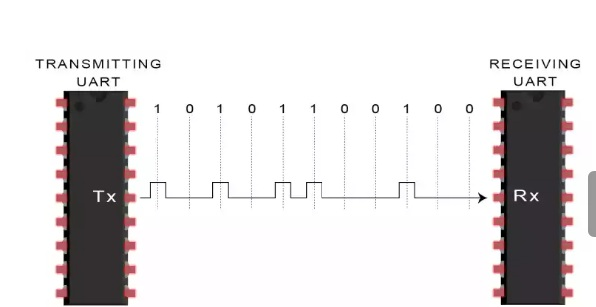 TRANSMITTING
UART
RECEIVING
UART
1 0 1 0 1 1 0 0 1 0 0
Tx
Rx